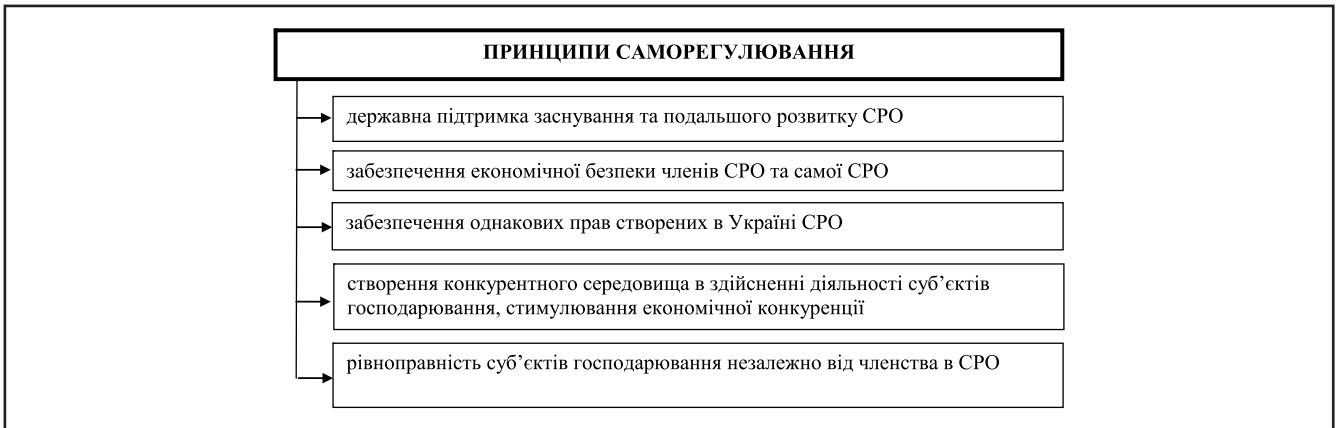 ПРИНЦИПИ САМОРЕГУЛЮВАННЯ
державна підтримка заснування та подальшого розвитку СРО
забезпечення економічної безпеки членів СРО та самої СРО
забезпечення однакових прав створених в Україні СРО
створення конкурентного середовища в здійсненні діяльності суб’єктів
господарювання, стимулювання економічної конкуренції
рівноправність суб’єктів господарювання незалежно від членства в СРО